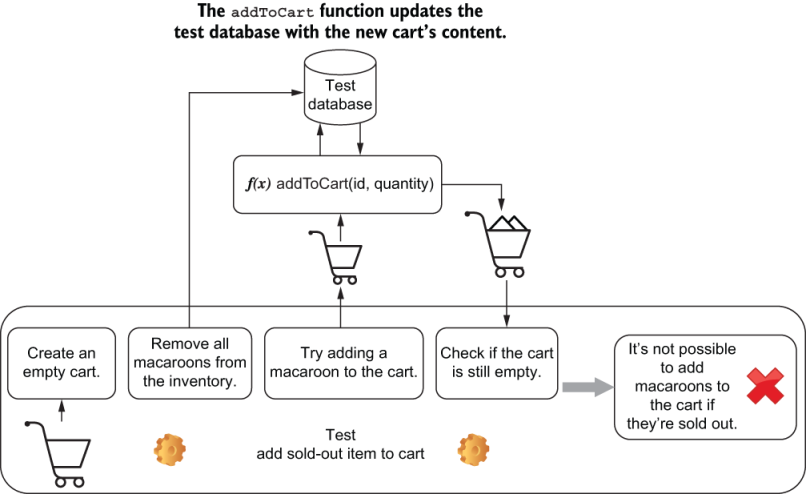 The addToCart function updates the
test database with the new cart's content.
Test
database
f(x) addToCart(id, quantity)
Create an
empty cart.
Remove all
macaroons from
the inventory.
Try adding a
macaroon to the cart.
Check if the cart
is still empty.
It's not possible
to add
macaroons to
the cart if
they're sold out.
Test
add sold-out item to cart